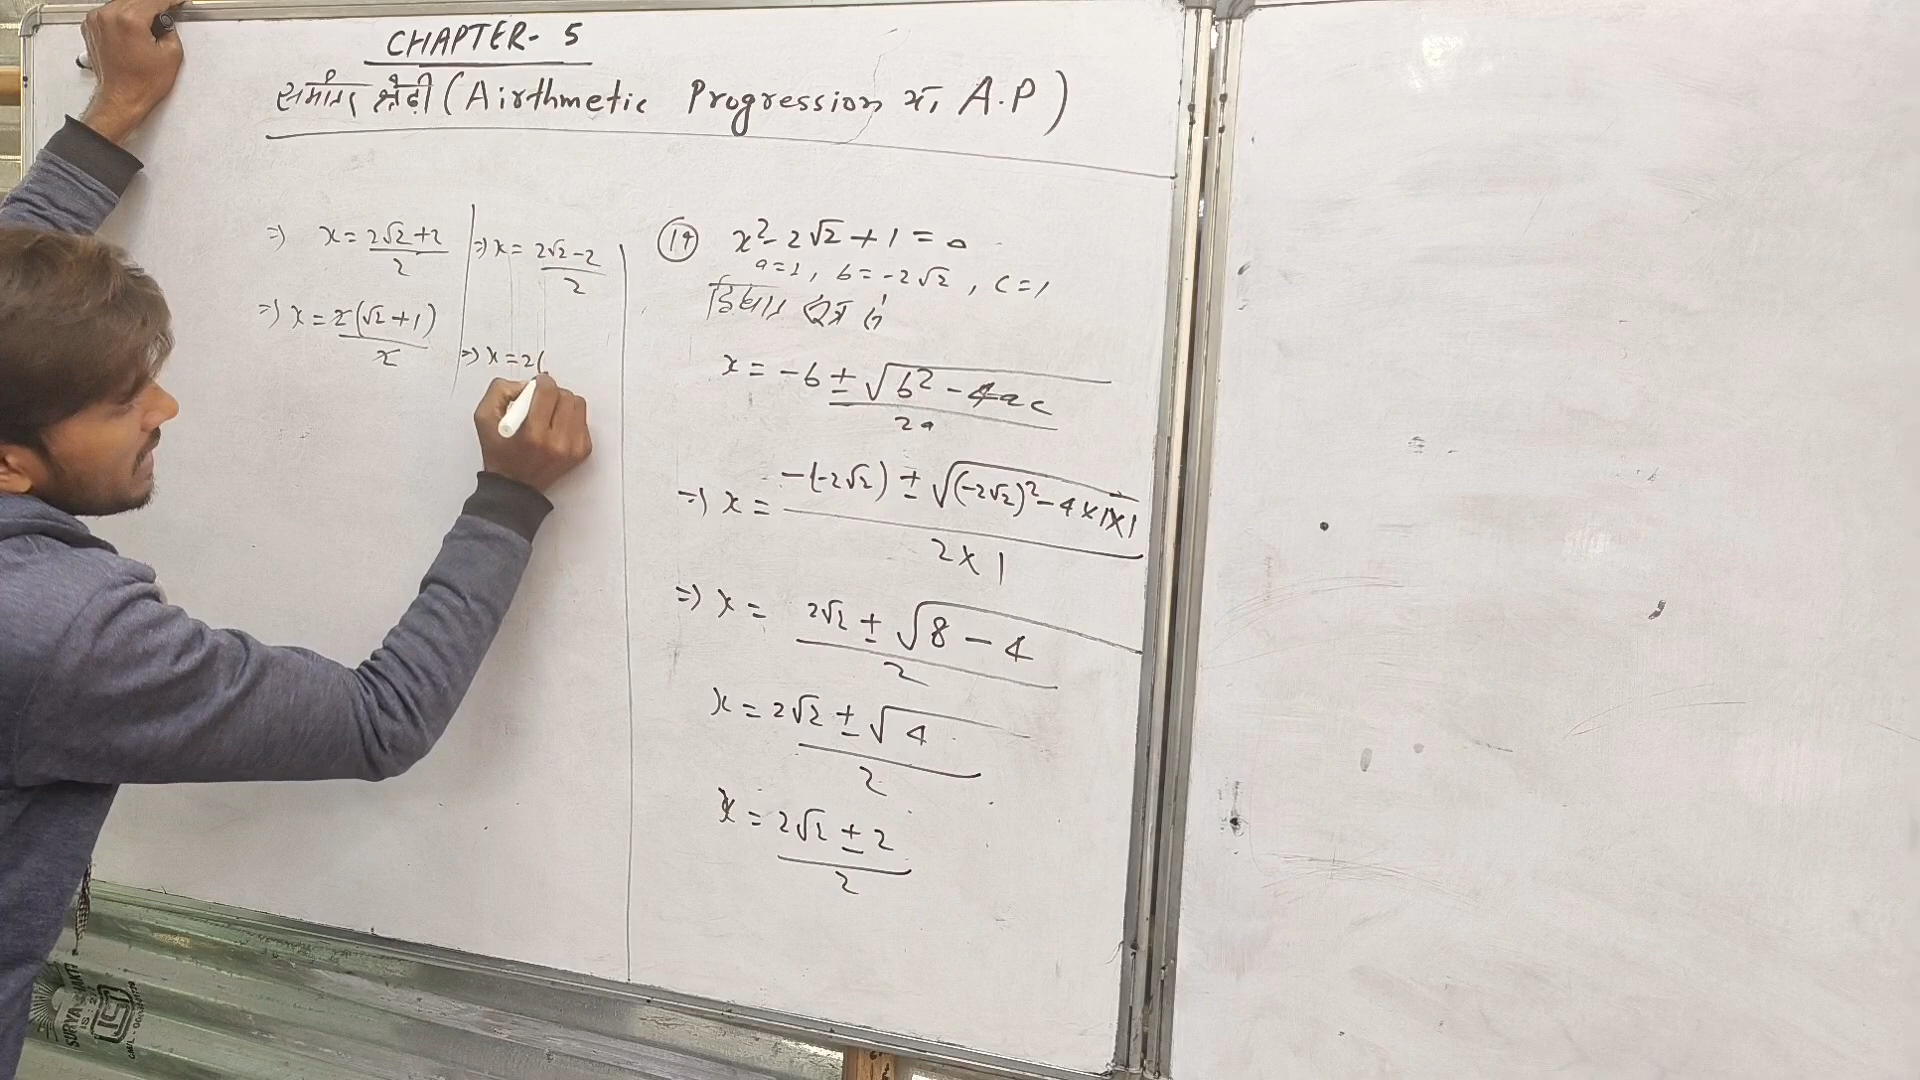 CHAPTER- 5
समांतर श्रेढ़ी (Airthmetic Progression या, A.P)
(14) x² - 2√2 + 1 = 0
a=1, b = -2√2, c=1
x = -b ± √b² - 4ac / 2a
=) x = -(-2√2) ± √(-2√2)² - 4×1×1 / 2×1
=) x = 2√2 ± √8 - 4 / 2
x = 2√2 ± √4 / 2
x = 2√2 ± 2 / 2
=) x = 2√2+2 / 2
=) x = 2(√2+1) / 2
=) x = 2√2-2 / 2
=) x = 2(